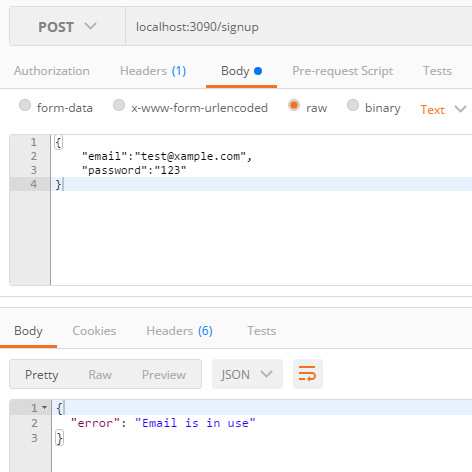 POST localhost:3090/signup
Authorization Headers (1) Body Pre-request Script Tests
form-data x-www-form-urlencoded raw binary Text
1 {
2 "email":"test@xample.com",
3 "password":"123"
4 }
Body Cookies Headers (6) Tests
Pretty Raw Preview JSON
1 {
2 "error": "Email is in use"
3 }